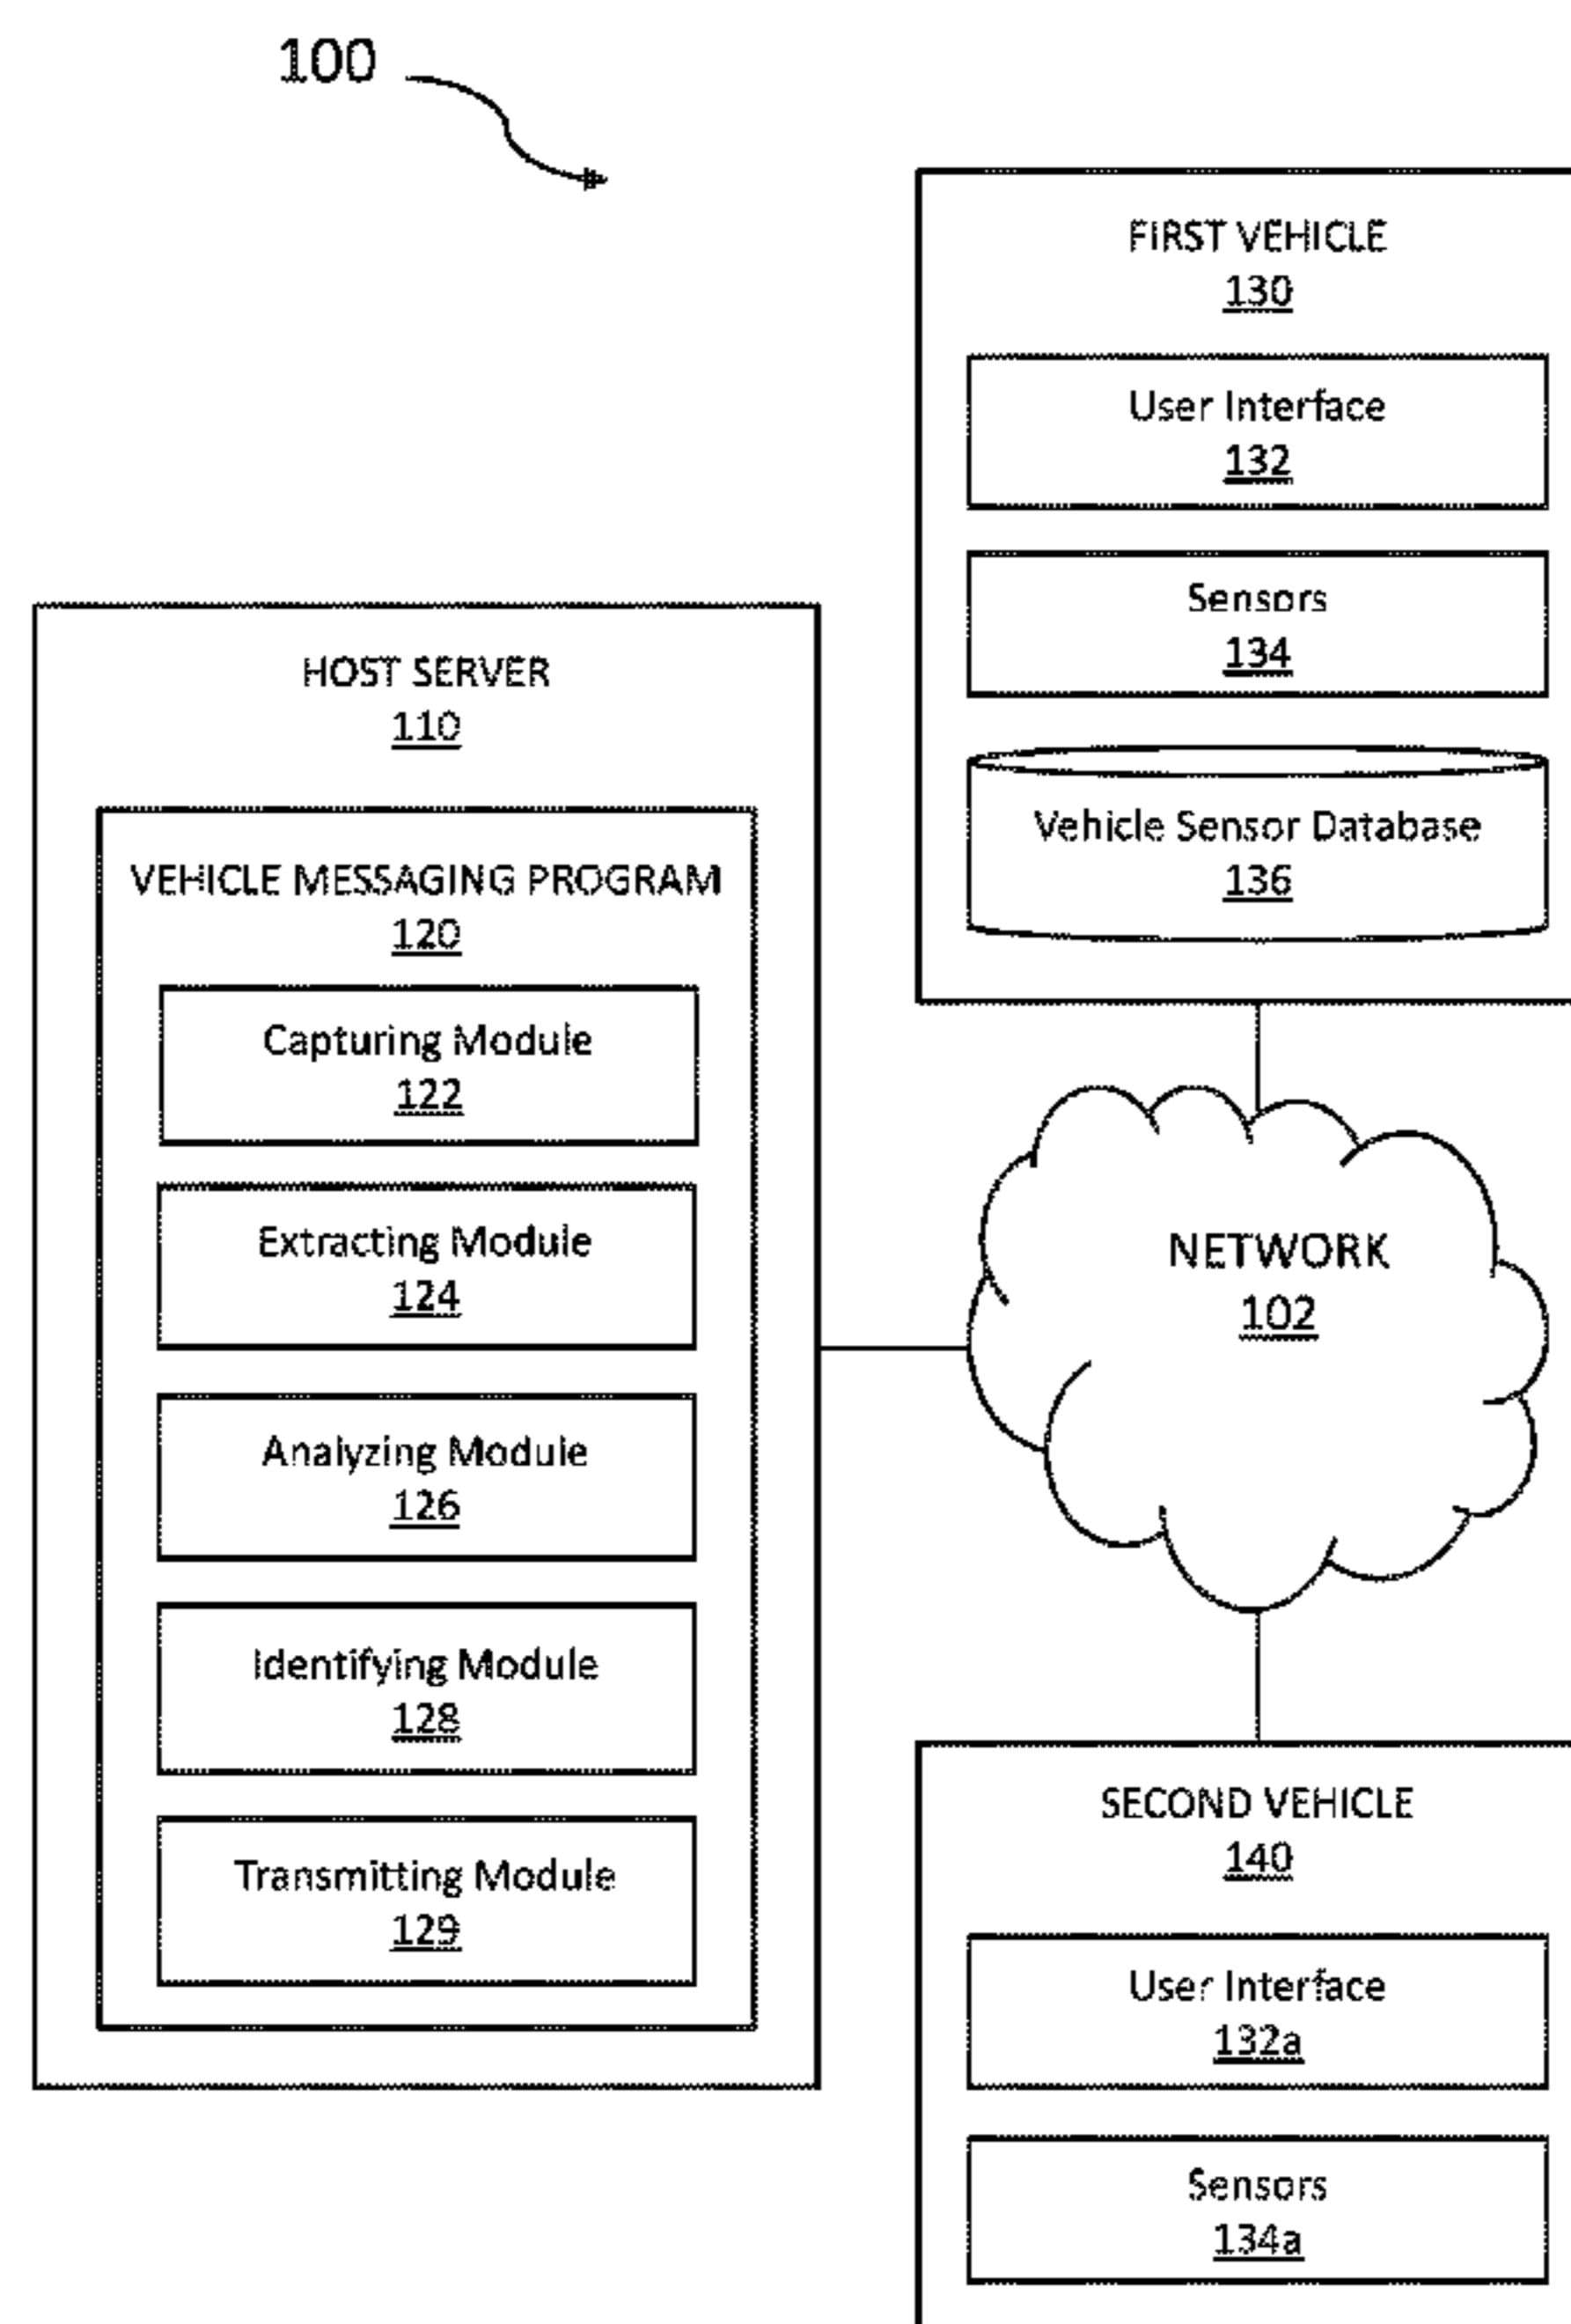 100
FIRST VEHICLE
130
User Interface
132
Sensors
134
Vehicle Sensor Database
136
HOST SERVER
110
VEHICLE MESSAGING PROGRAM
120
Capturing Module
122
Extracting Module
124
Analyzing Module
126
Identifying Module
128
Transmitting Module
129
NETWORK
102
SECOND VEHICLE
140
User Interface
132a
Sensors
134a